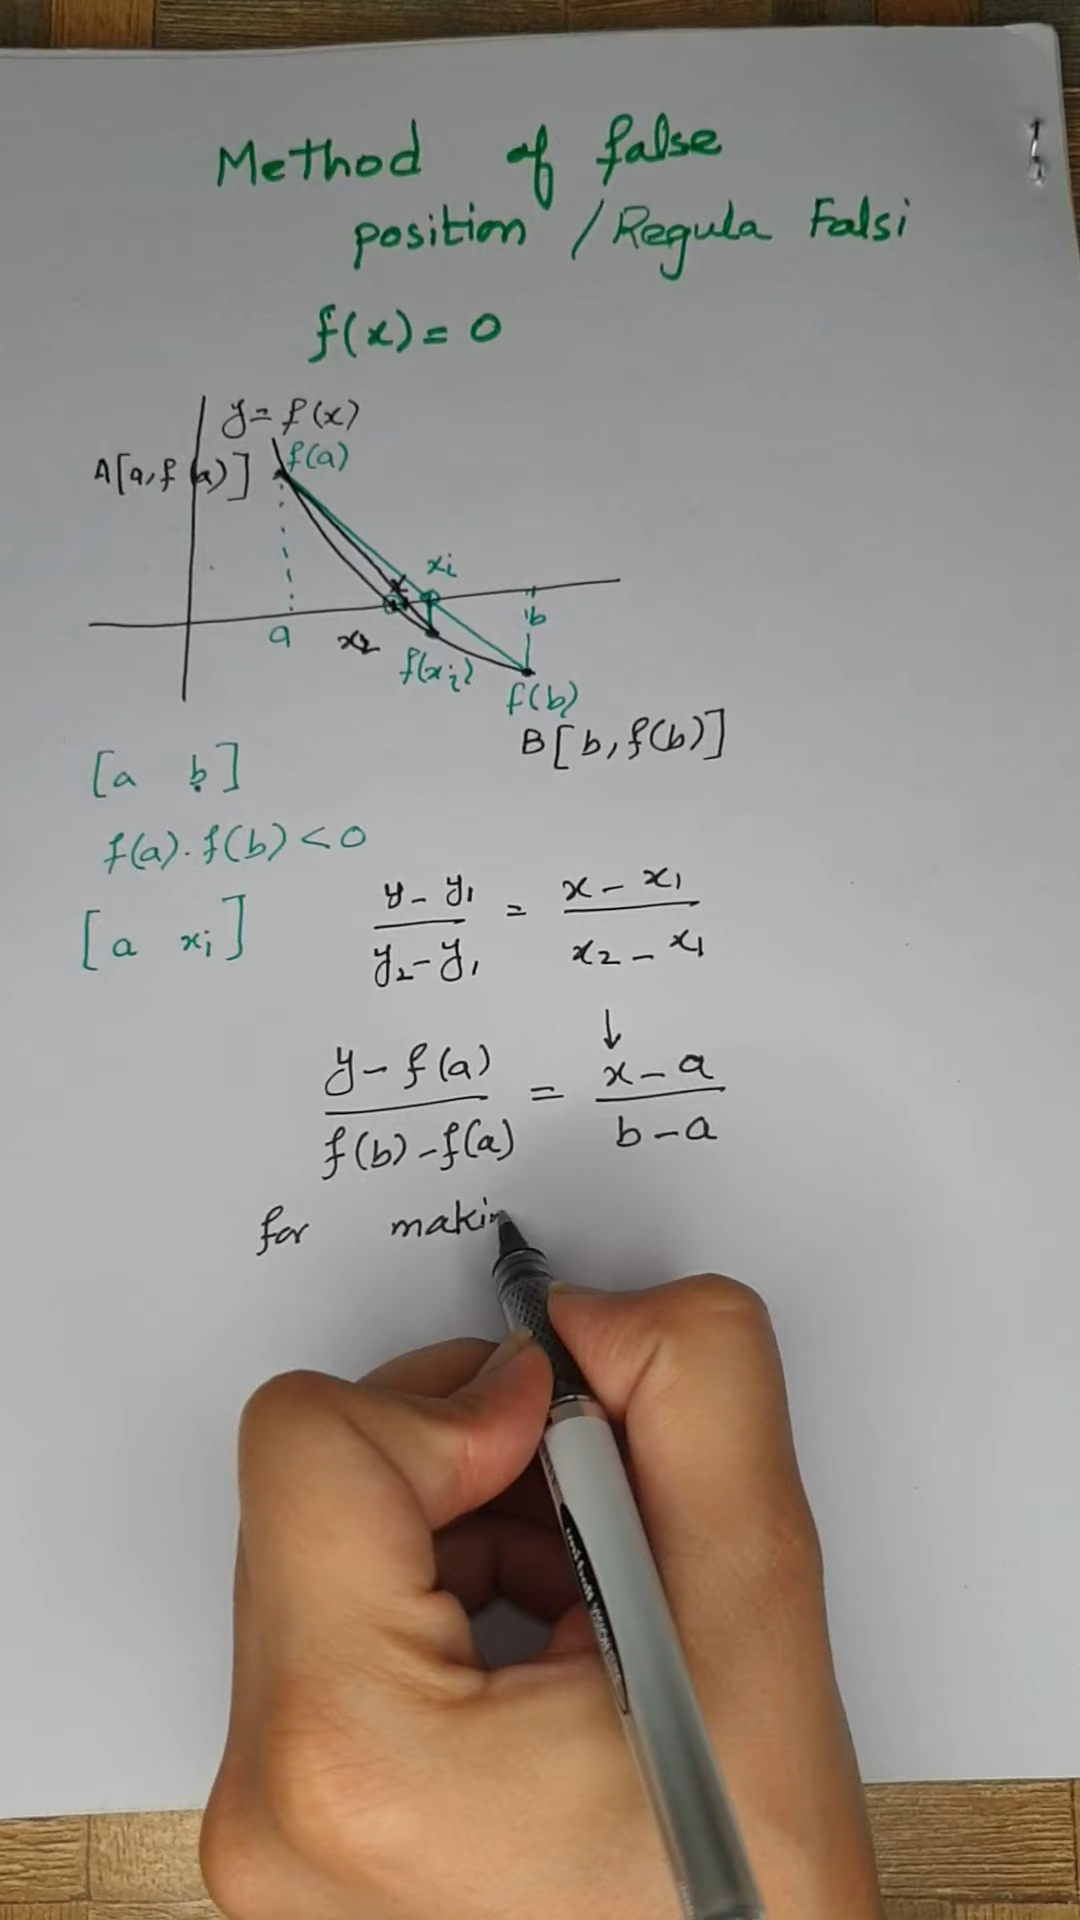 Method of false
position / Regula Falsi
f(x) = 0
y = f(x)
f(a)
A[a, f(a)]
xi
b
a
x2
f(xi)
f(b)
B[b, f(b)]
[a b]
f(a) . f(b) < 0
[a xi]
y - y1 / y2 - y1 = x - x1 / x2 - x1
↓
y - f(a) / f(b) - f(a) = x - a / b - a
for makin